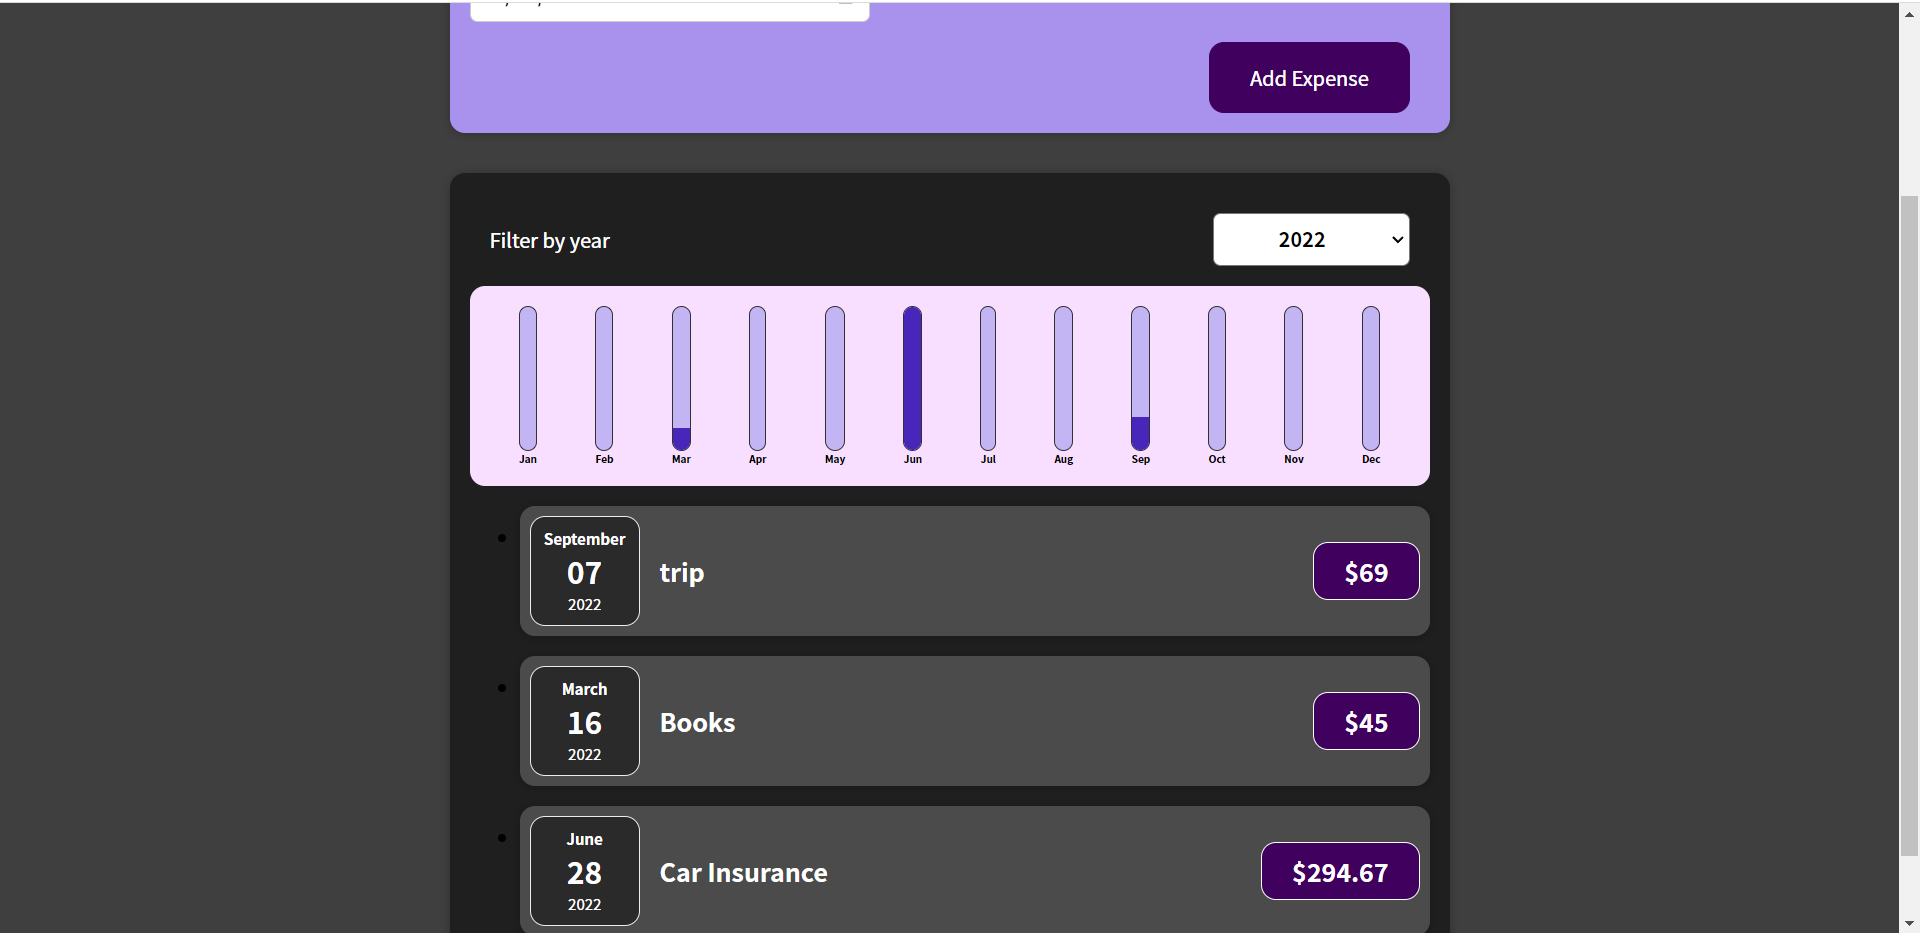 Add Expense
Filter by year
2022
Jan Feb Mar Apr May Jun Jul Aug Sep Oct Nov Dec
September
07
2022
trip
$69
March
16
2022
Books
$45
June
28
2022
Car Insurance
$294.67